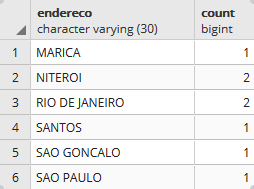 endereco count
character varying (30) bigint
1 MARICA 1
2 NITEROI 2
3 RIO DE JANEIRO 2
4 SANTOS 1
5 SAO GONCALO 1
6 SAO PAULO 1